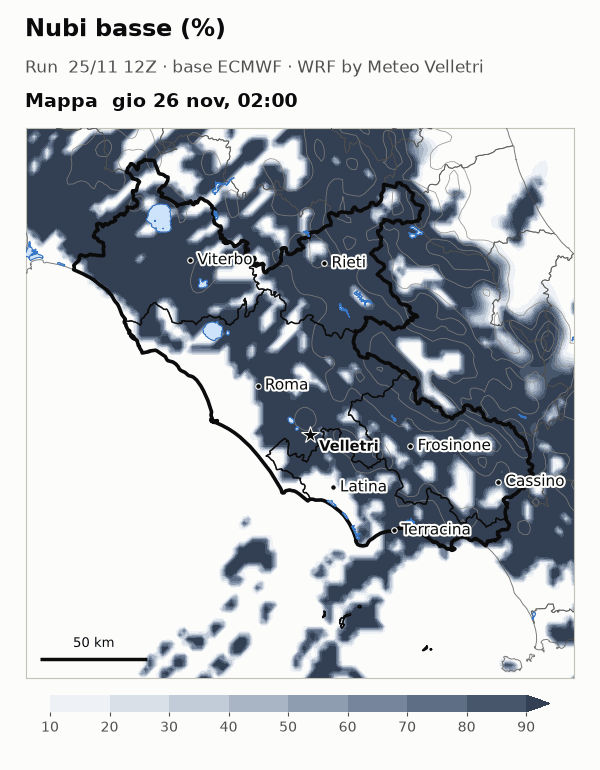 Nubi basse (%)
Run  25/11 12Z · base ECMWF · WRF by Meteo Velletri
Mappa  gio 26 nov, 02:00
Viterbo
Rieti
Roma
Velletri
Frosinone
Cassino
Latina
Terracina
50 km
10 20 30 40 50 60 70 80 90